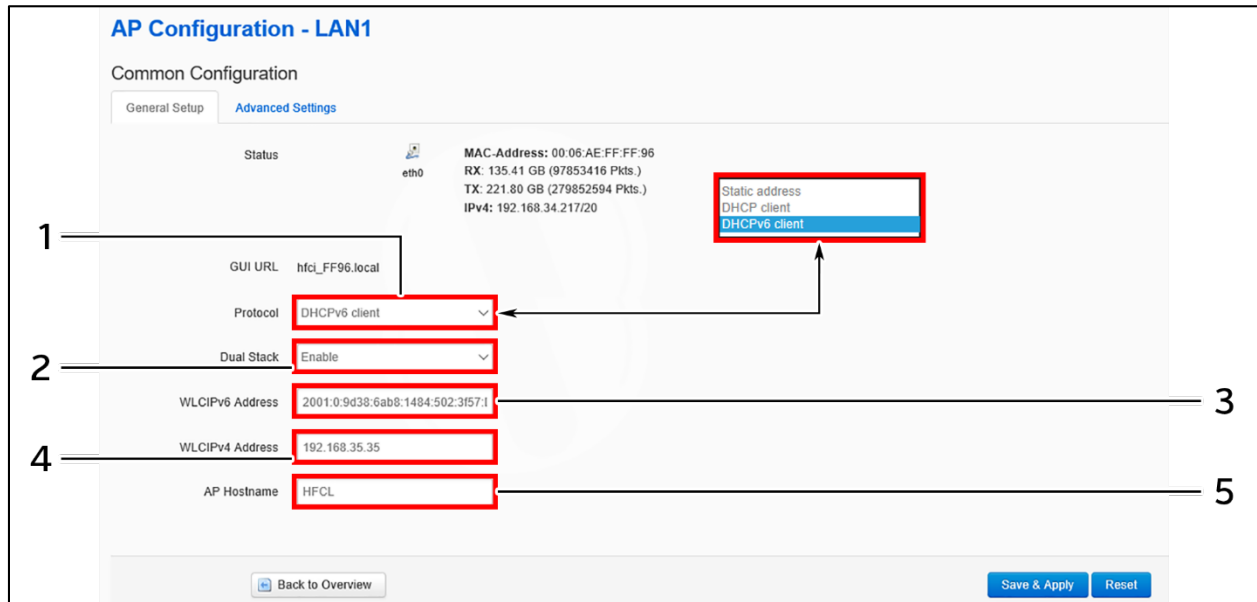 AP Configuration - LAN1
Common Configuration
General Setup Advanced Settings
Status
eth0
MAC-Address: 00:06:AE:FF:FF:96
RX: 135.41 GB (97853416 Pkts.)
TX: 221.80 GB (279852594 Pkts.)
IPv4: 192.168.34.217/20
Static address
DHCP client
DHCPv6 client
1
GUI URL hfci_FF96.local
Protocol DHCPv6 client
2
Dual Stack Enable
WLCIPv6 Address 2001:0:9d38:6ab8:1484:502:3f57:
3
4
WLCIPv4 Address 192.168.35.35
AP Hostname HFCL
5
Back to Overview Save & Apply Reset